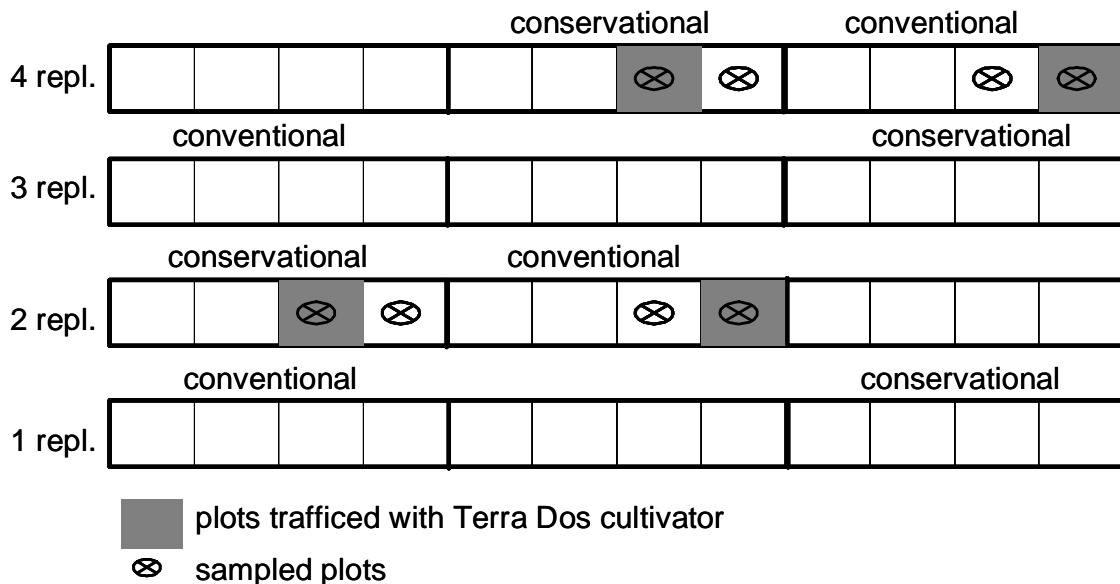 conservational conventional
4 repl.
conventional conservational
3 repl.
conservational conventional
2 repl.
conventional conservational
1 repl.
plots trafficed with Terra Dos cultivator
sampled plots